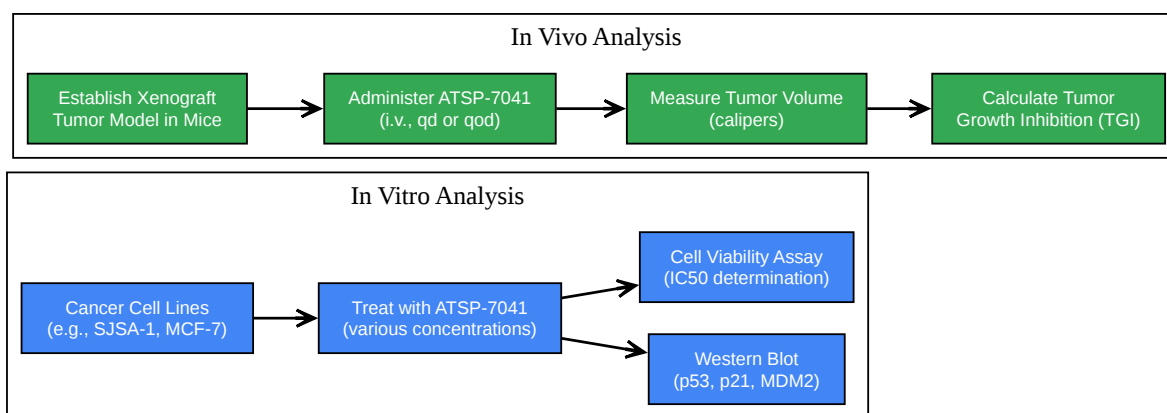 In Vivo Analysis
Establish Xenograft
Tumor Model in Mice
Administer ATSP-7041
(i.v., qd or qod)
Measure Tumor Volume
(calipers)
Calculate Tumor
Growth Inhibition (TGI)
In Vitro Analysis
Cancer Cell Lines
(e.g., SJSA-1, MCF-7)
Treat with ATSP-7041
(various concentrations)
Cell Viability Assay
(IC50 determination)
Western Blot
(p53, p21, MDM2)